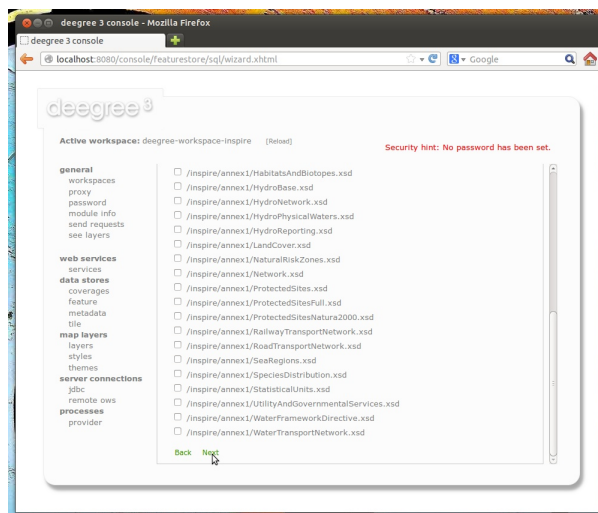 deegree 3 console - Mozilla Firefox
deegree 3 console
localhost:8080/console/featurestore/sql/wizard.xhtml
Google
deegree 3
Active workspace: deegree-workspace-inspire [Reload]
Security hint: No password has been set.
general
workspaces
proxy
password
module info
send requests
see layers
web services
services
data stores
coverages
feature
metadata
tile
map layers
layers
styles
themes
server connections
jdbc
remote ows
processes
provider
/inspire/annex1/HabitatsAndBiotopes.xsd
/inspire/annex1/HydroBase.xsd
/inspire/annex1/HydroNetwork.xsd
/inspire/annex1/HydroPhysicalWaters.xsd
/inspire/annex1/HydroReporting.xsd
/inspire/annex1/LandCover.xsd
/inspire/annex1/NaturalRiskZones.xsd
/inspire/annex1/Network.xsd
/inspire/annex1/ProtectedSites.xsd
/inspire/annex1/ProtectedSitesFull.xsd
/inspire/annex1/ProtectedSitesNatura2000.xsd
/inspire/annex1/RailwayTransportNetwork.xsd
/inspire/annex1/RoadTransportNetwork.xsd
/inspire/annex1/SeaRegions.xsd
/inspire/annex1/SpeciesDistribution.xsd
/inspire/annex1/StatisticalUnits.xsd
/inspire/annex1/UtilityAndGovernmentalServices.xsd
/inspire/annex1/WaterFrameworkDirective.xsd
/inspire/annex1/WaterTransportNetwork.xsd
Back Next